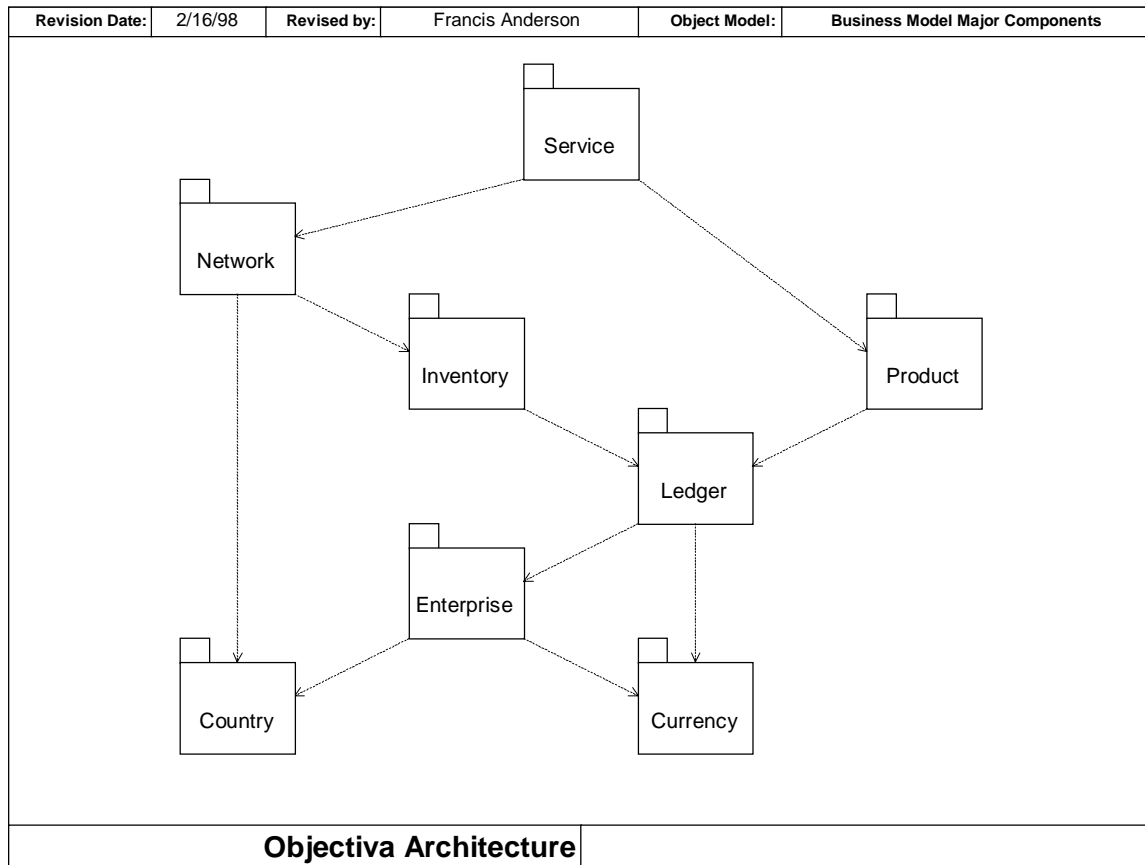 Revision Date: 2/16/98 Revised by: Francis Anderson Object Model: Business Model Major Components
Service
Network
Inventory
Product
Ledger
Enterprise
Country
Currency
Objectiva Architecture